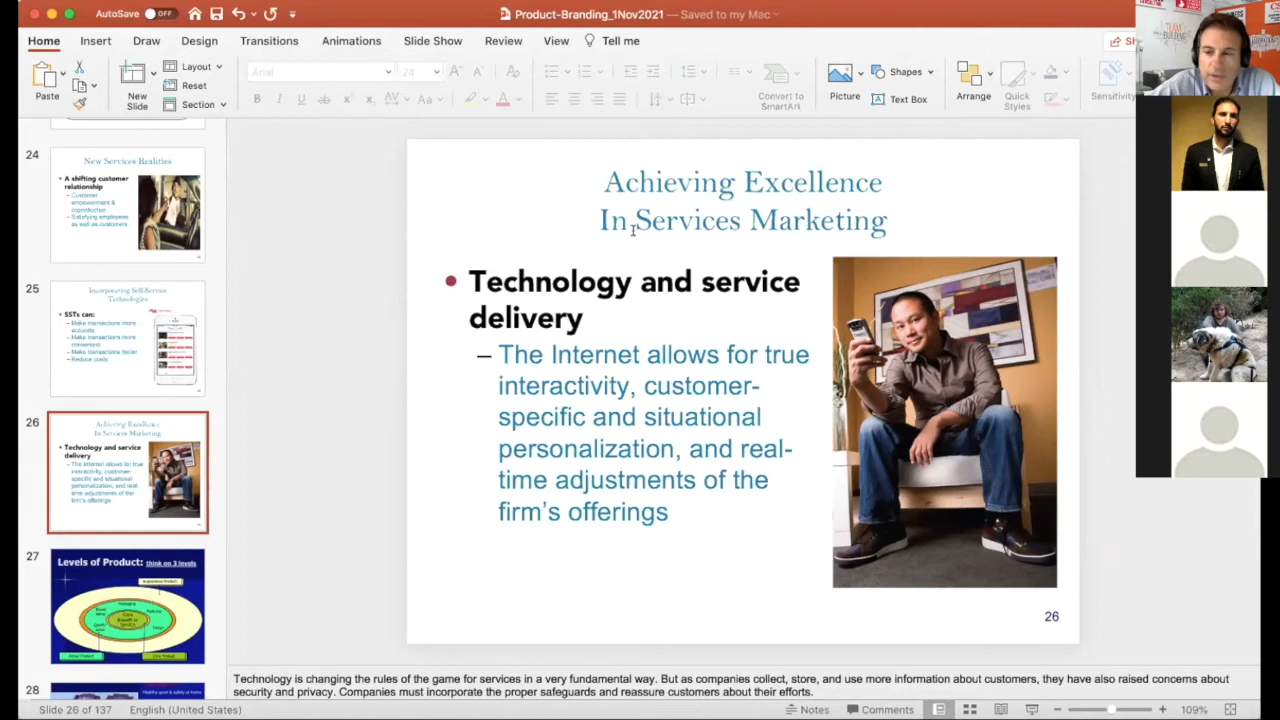 AutoSave OFF
Product-Branding_1Nov2021 — Saved to my Mac
Home Insert Draw Design Transitions Animations Slide Show Review View Tell me
Paste
New
Slide
Layout
Reset
Section
Arial 24
Convert to
SmartArt
Picture
Shapes
Text Box
Arrange
Quick
Styles
Sensitivity
24
New Services Realities
• A shifting customer
relationship
– Customer
empowerment &
coproduction
– Satisfying employees
as well as customers
25
Incorporating Self-Service
Technologies
• SSTs can:
– Make transactions more
accurate
– Make transactions more
convenient
– Make transactions faster
– Reduce costs
26
Achieving Excellence
In Services Marketing
• Technology and service
delivery
– The Internet allows for true
interactivity, customer-
specific and situational
personalization, and real-
time adjustments of the
firm's offerings
27
Levels of Product: think on 3 levels
28
Achieving Excellence
In Services Marketing
• Technology and service
delivery
– The Internet allows for true
interactivity, customer-
specific and situational
personalization, and real-
time adjustments of the
firm's offerings
26
Technology is changing the rules of the game for services in a very fundamental way. But as companies collect, store, and use more information about customers, they have also raised concerns about
security and privacy. Companies must incorporate the proper safeguards and reassure customers about their efforts.
Slide 26 of 137 English (United States)
Notes Comments 109%